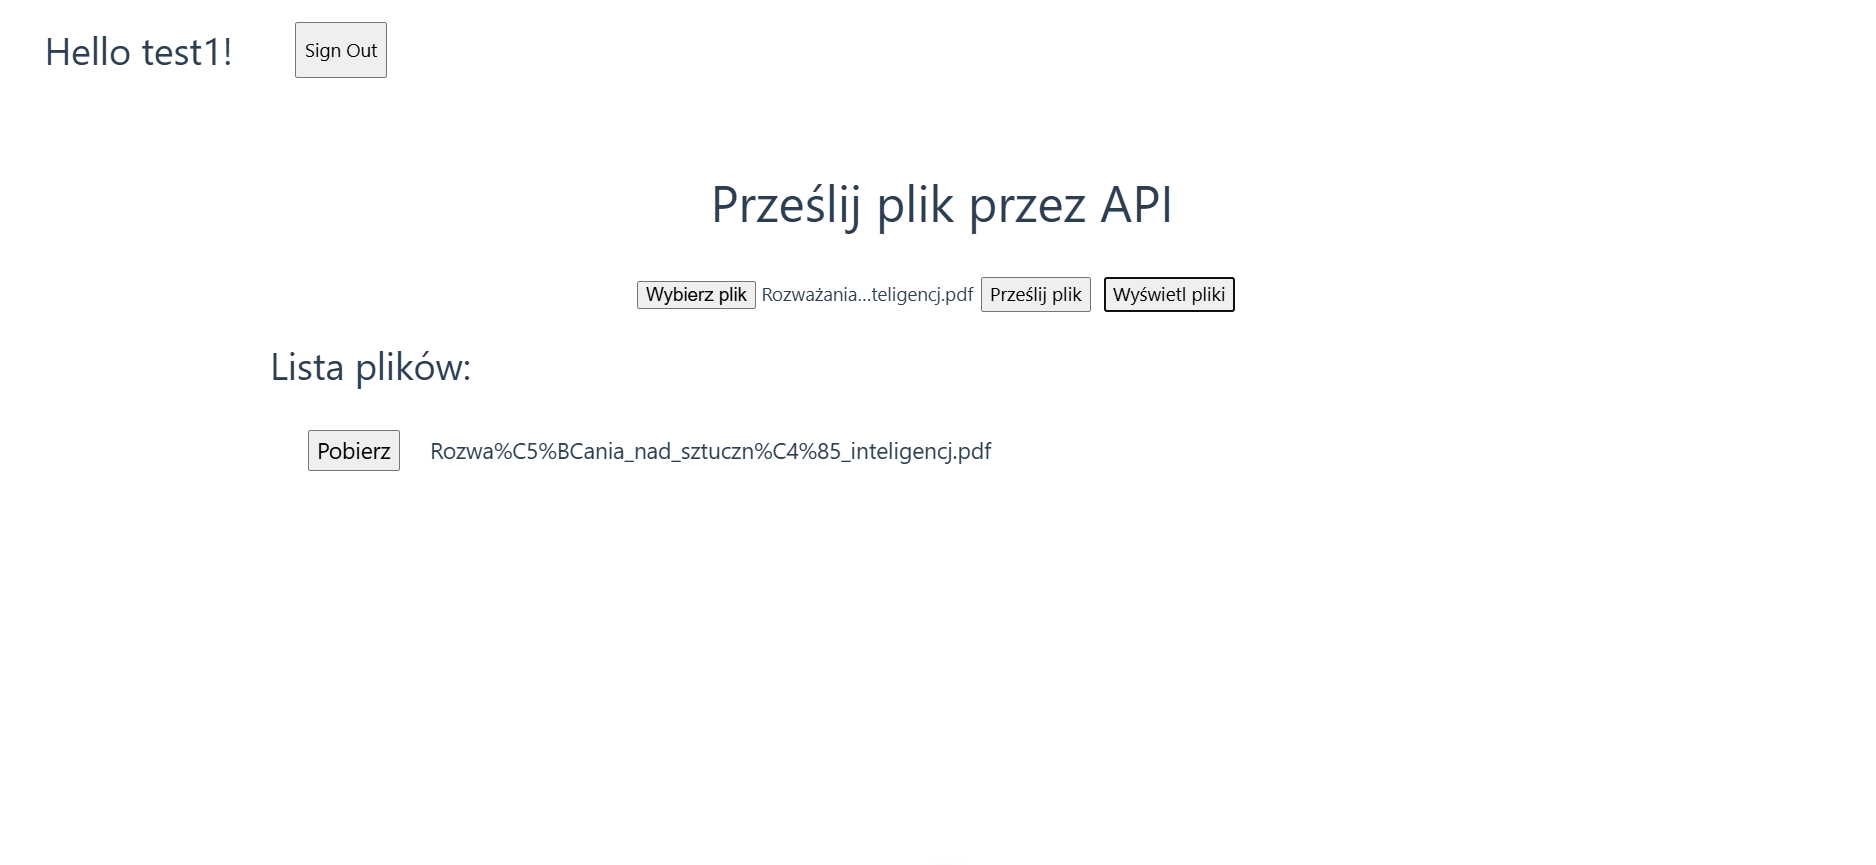 Hello test1!
Sign Out
Prześlij plik przez API
Wybierz plik Rozważania...teligencj.pdf Prześlij plik Wyświetl pliki
Lista plików:
Pobierz Rozwa%C5%BCania_nad_sztuczn%C4%85_inteligencj.pdf